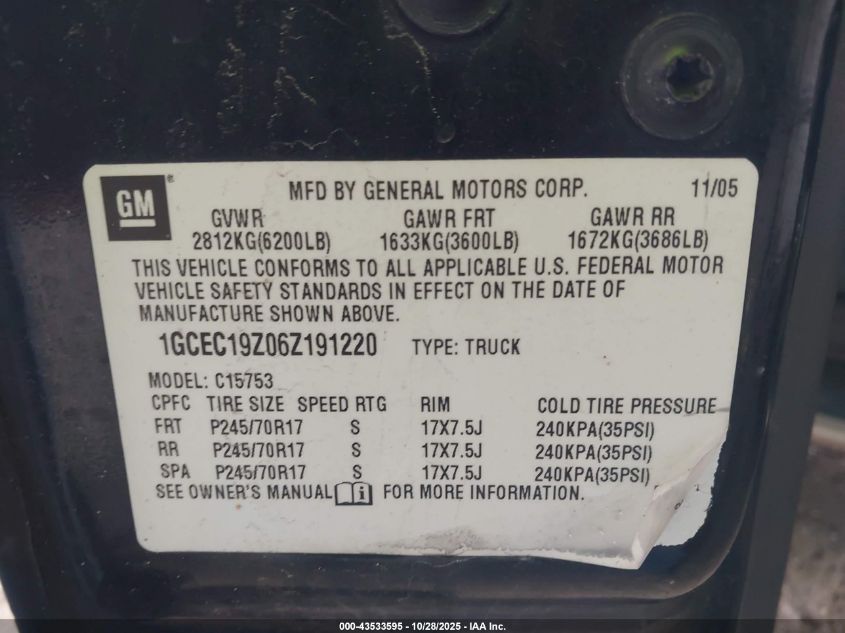 GM® MFD BY GENERAL MOTORS CORP. 11/05
GVWR GAWR FRT GAWR RR
2812KG(6200LB) 1633KG(3600LB) 1672KG(3686LB)
THIS VEHICLE CONFORMS TO ALL APPLICABLE U.S. FEDERAL MOTOR
VEHICLE SAFETY STANDARDS IN EFFECT ON THE DATE OF
MANUFACTURE SHOWN ABOVE.
1GCEC19Z06Z191220 TYPE: TRUCK
MODEL: C15753
CPFC TIRE SIZE SPEED RTG RIM COLD TIRE PRESSURE
FRT P245/70R17 S 17X7.5J 240KPA(35PSI)
RR P245/70R17 S 17X7.5J 240KPA(35PSI)
SPA P245/70R17 S 17X7.5J 240KPA(35PSI)
SEE OWNER'S MANUAL i FOR MORE INFORMATION.
000-43533595 - 10/28/2025 - IAA Inc.